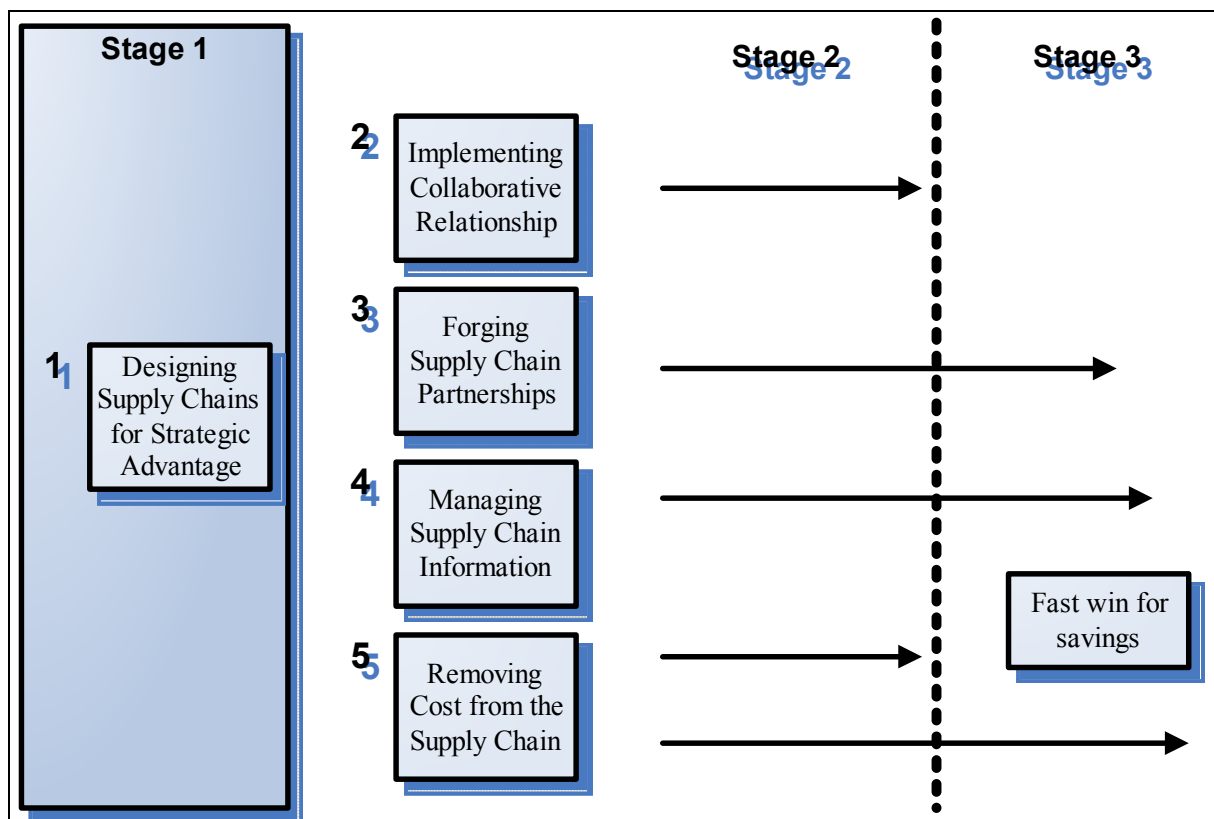 Stage 1
Stage 2
Stage 3
1
Designing
Supply Chains
for Strategic
Advantage
2
Implementing
Collaborative
Relationship
3
Forging
Supply Chain
Partnerships
4
Managing
Supply Chain
Information
5
Removing
Cost from the
Supply Chain
Fast win for
savings